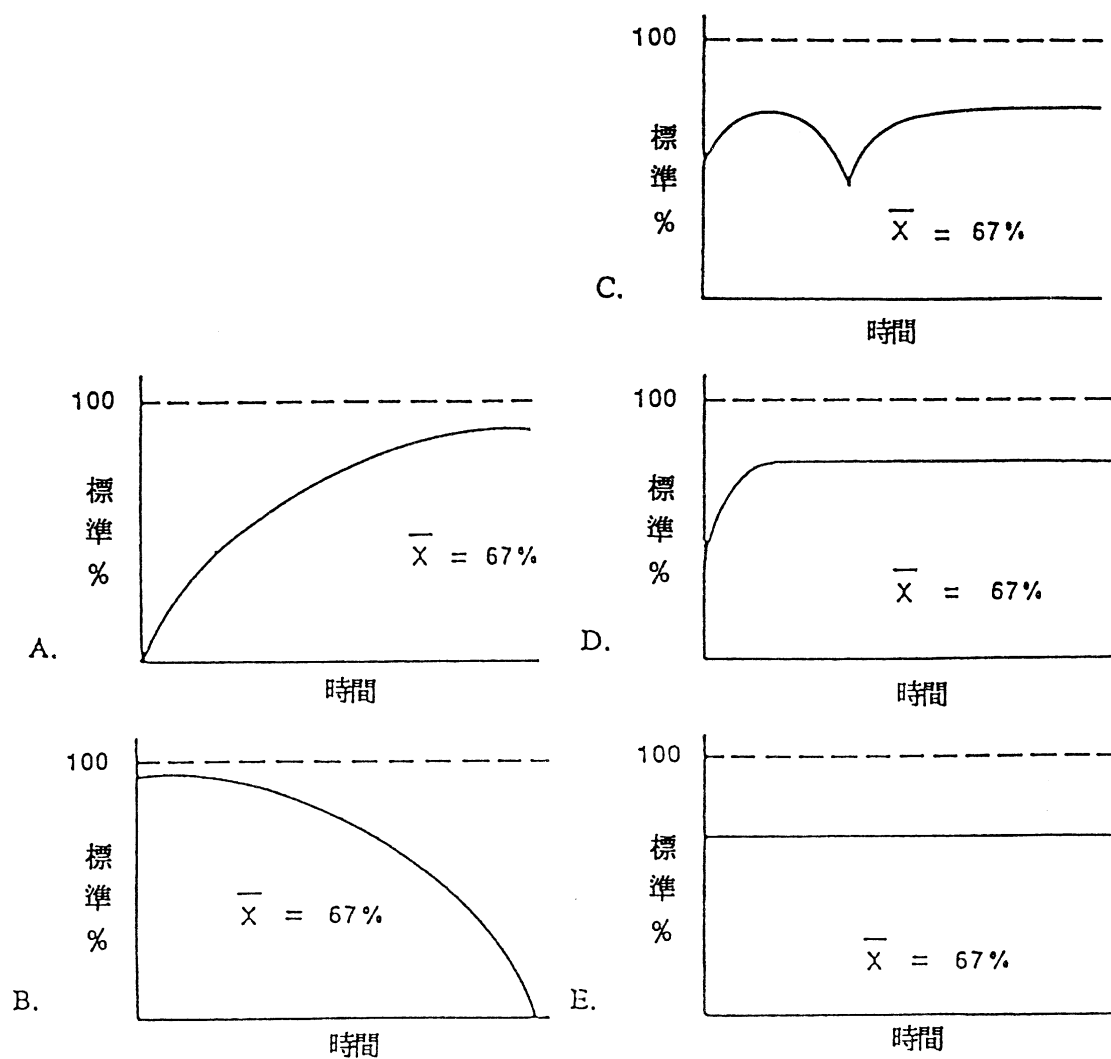 100
標準%
X = 67%
C.
時間
100
標準%
X = 67%
A.
時間
100
標準%
X = 67%
D.
時間
100
標準%
X = 67%
B.
時間
100
標準%
X = 67%
E.
時間